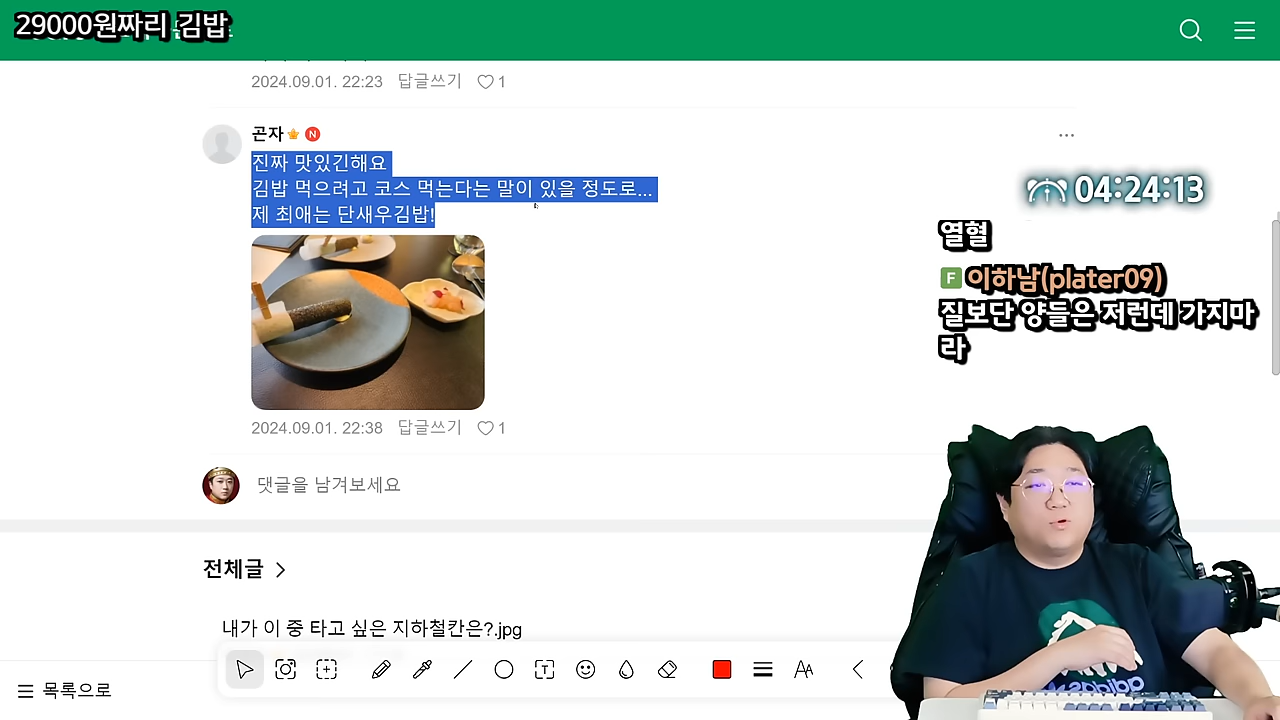 29000원짜리 김밥
2024.09.01. 22:23 답글쓰기 1
곤자 N
진짜 맛있긴해요
김밥 먹으려고 코스 먹는다는 말이 있을 정도로...
제 최애는 단새우김밥!
04:24:13
열혈
F 이하남(plater09)
질보단 양들은 저런데 가지마
라
2024.09.01. 22:38 답글쓰기 1
댓글을 남겨보세요
전체글
내가 이 중 타고 싶은 지하철칸은?.jpg
목록으로